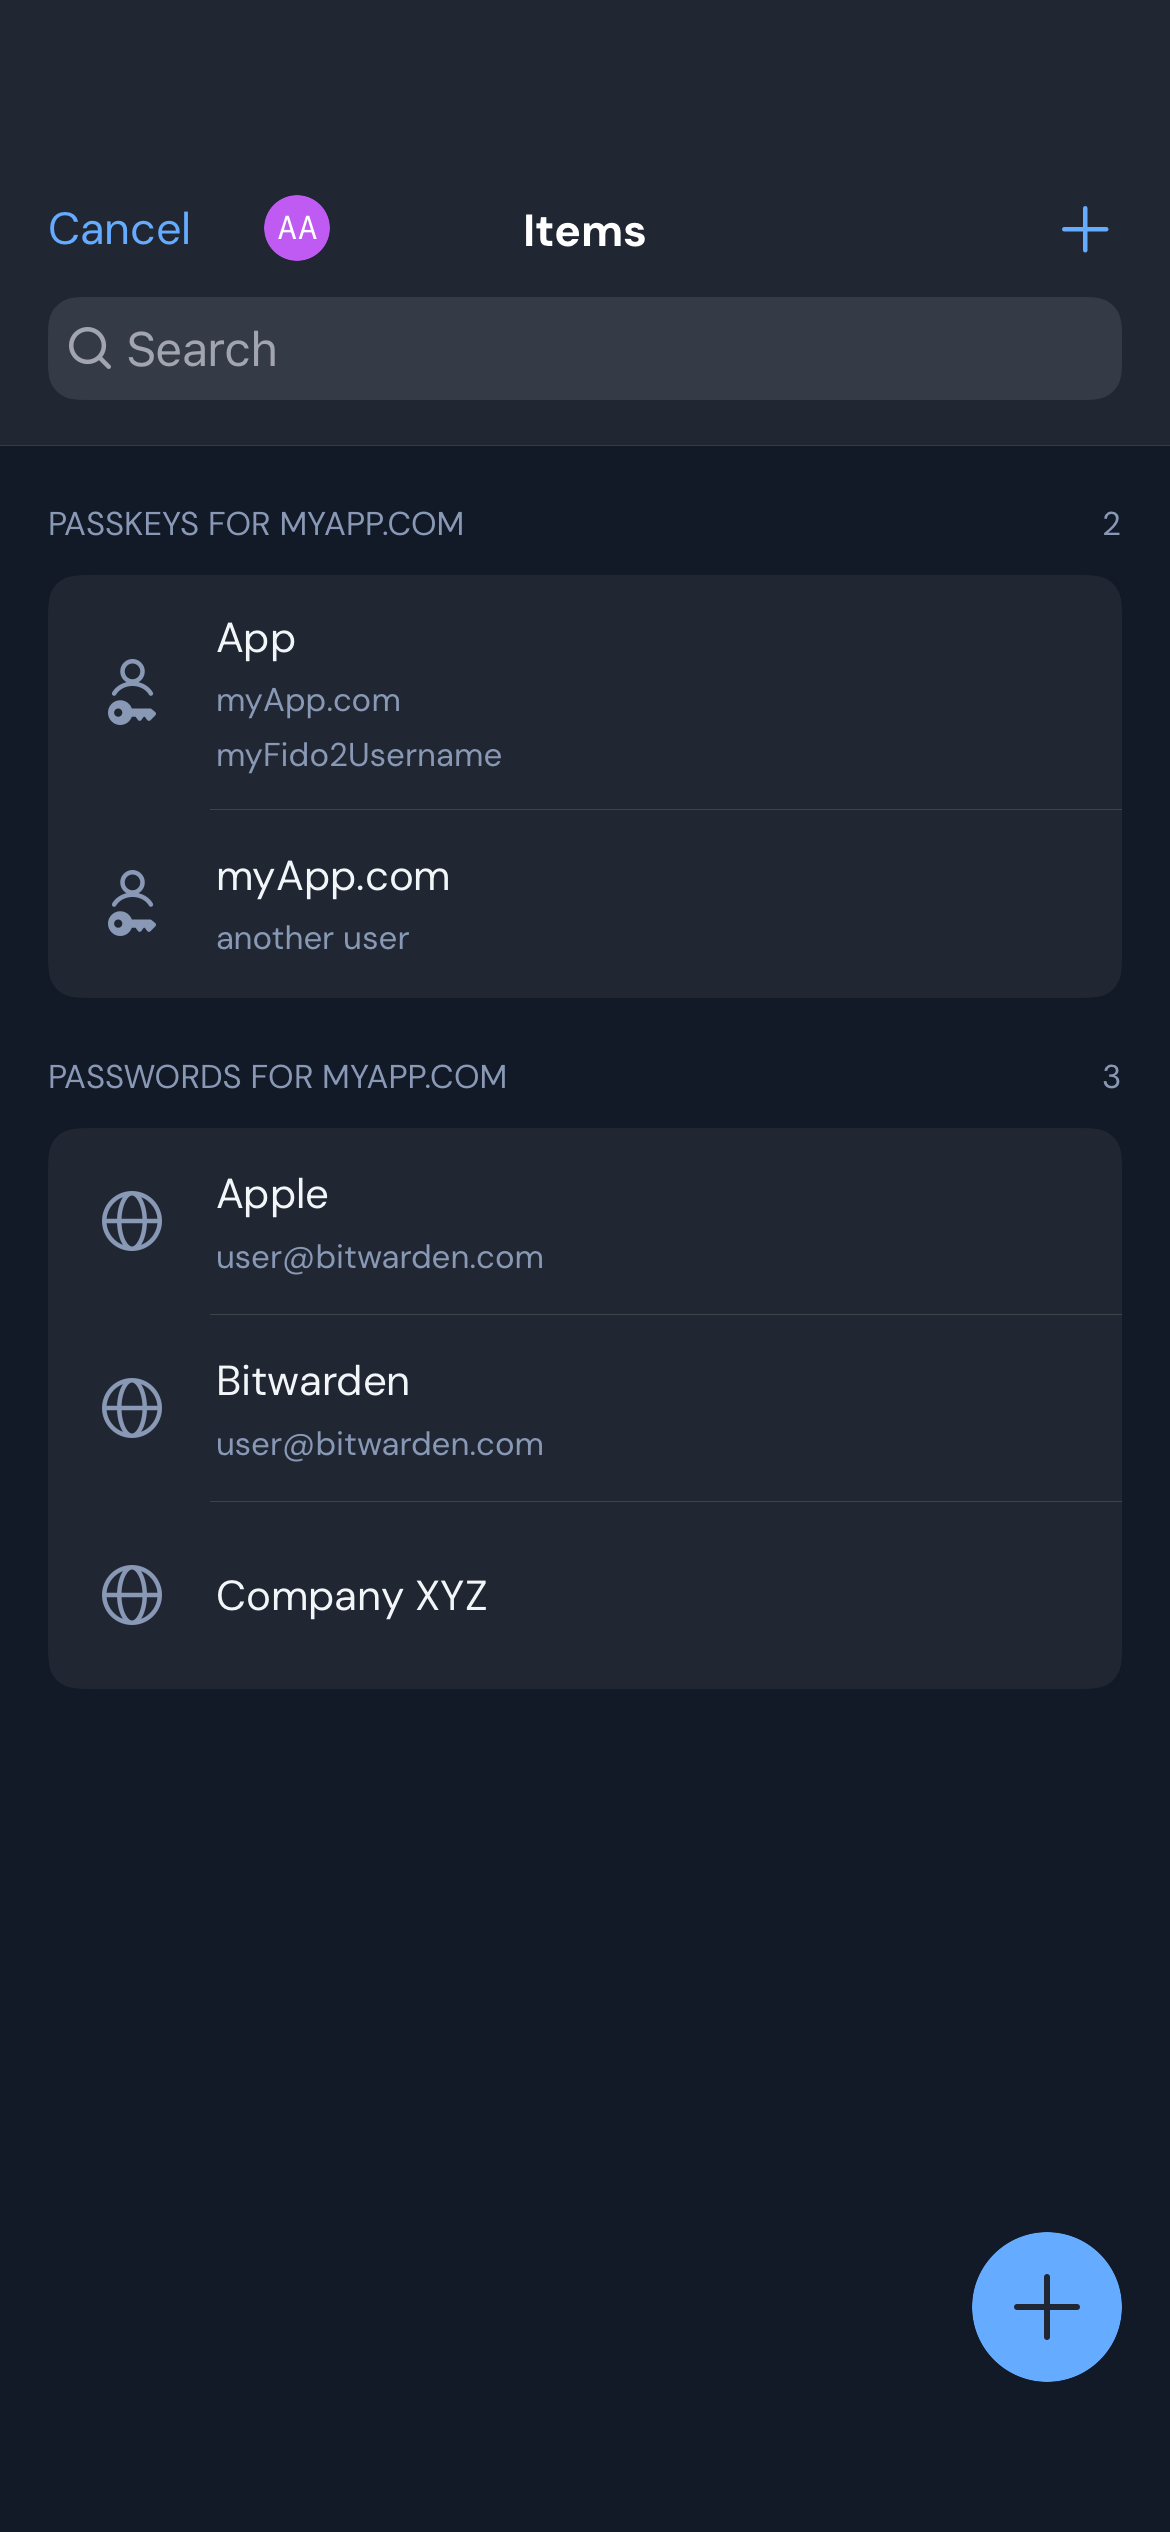 Cancel
AA
Items
Search
PASSKEYS FOR MYAPP.COM
2
App
myApp.com
myFido2Username
myApp.com
another user
PASSWORDS FOR MYAPP.COM
3
Apple
user@bitwarden.com
Bitwarden
user@bitwarden.com
Company XYZ